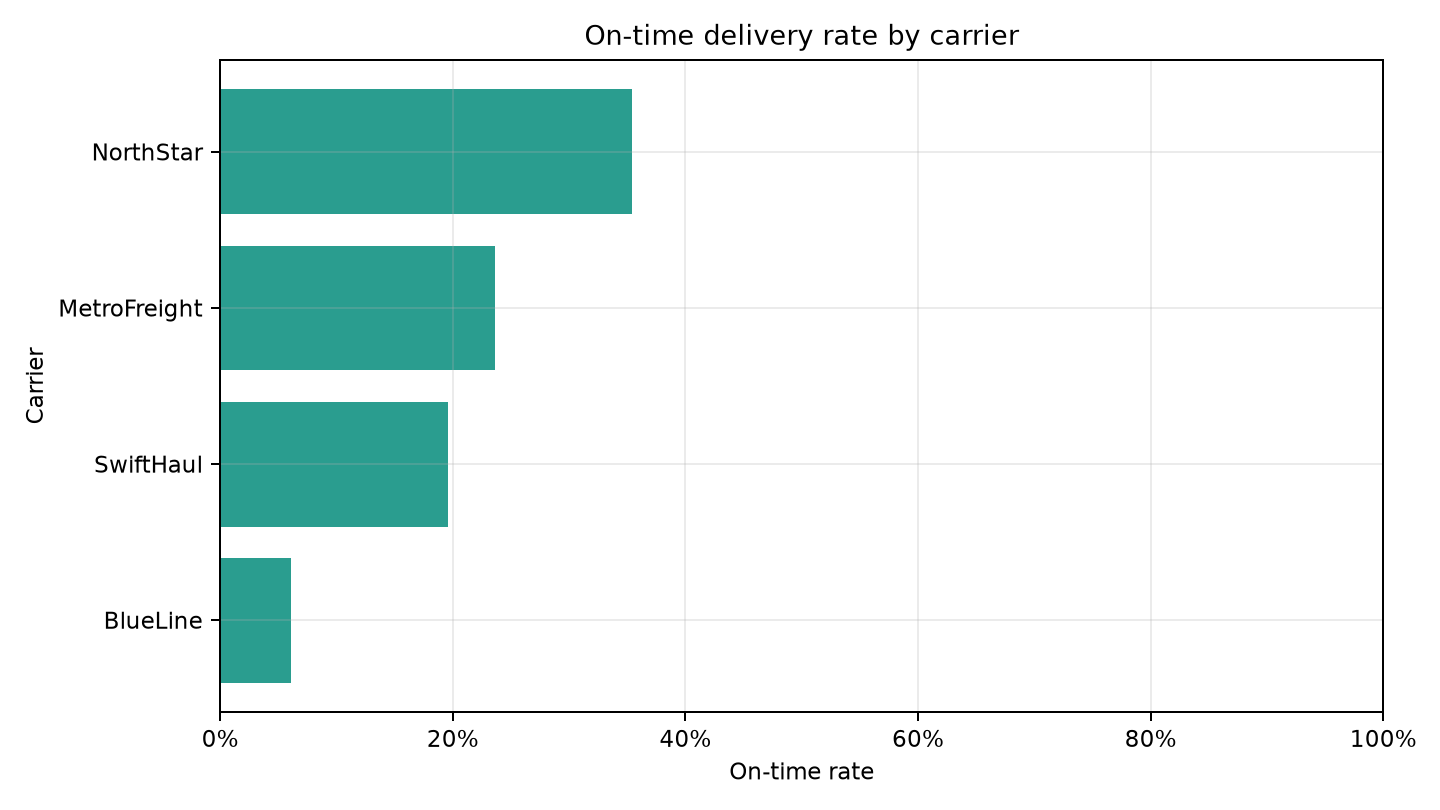 On-time delivery rate by carrier
Carrier
NorthStar
MetroFreight
SwiftHaul
BlueLine
0% 20% 40% 60% 80% 100%
On-time rate